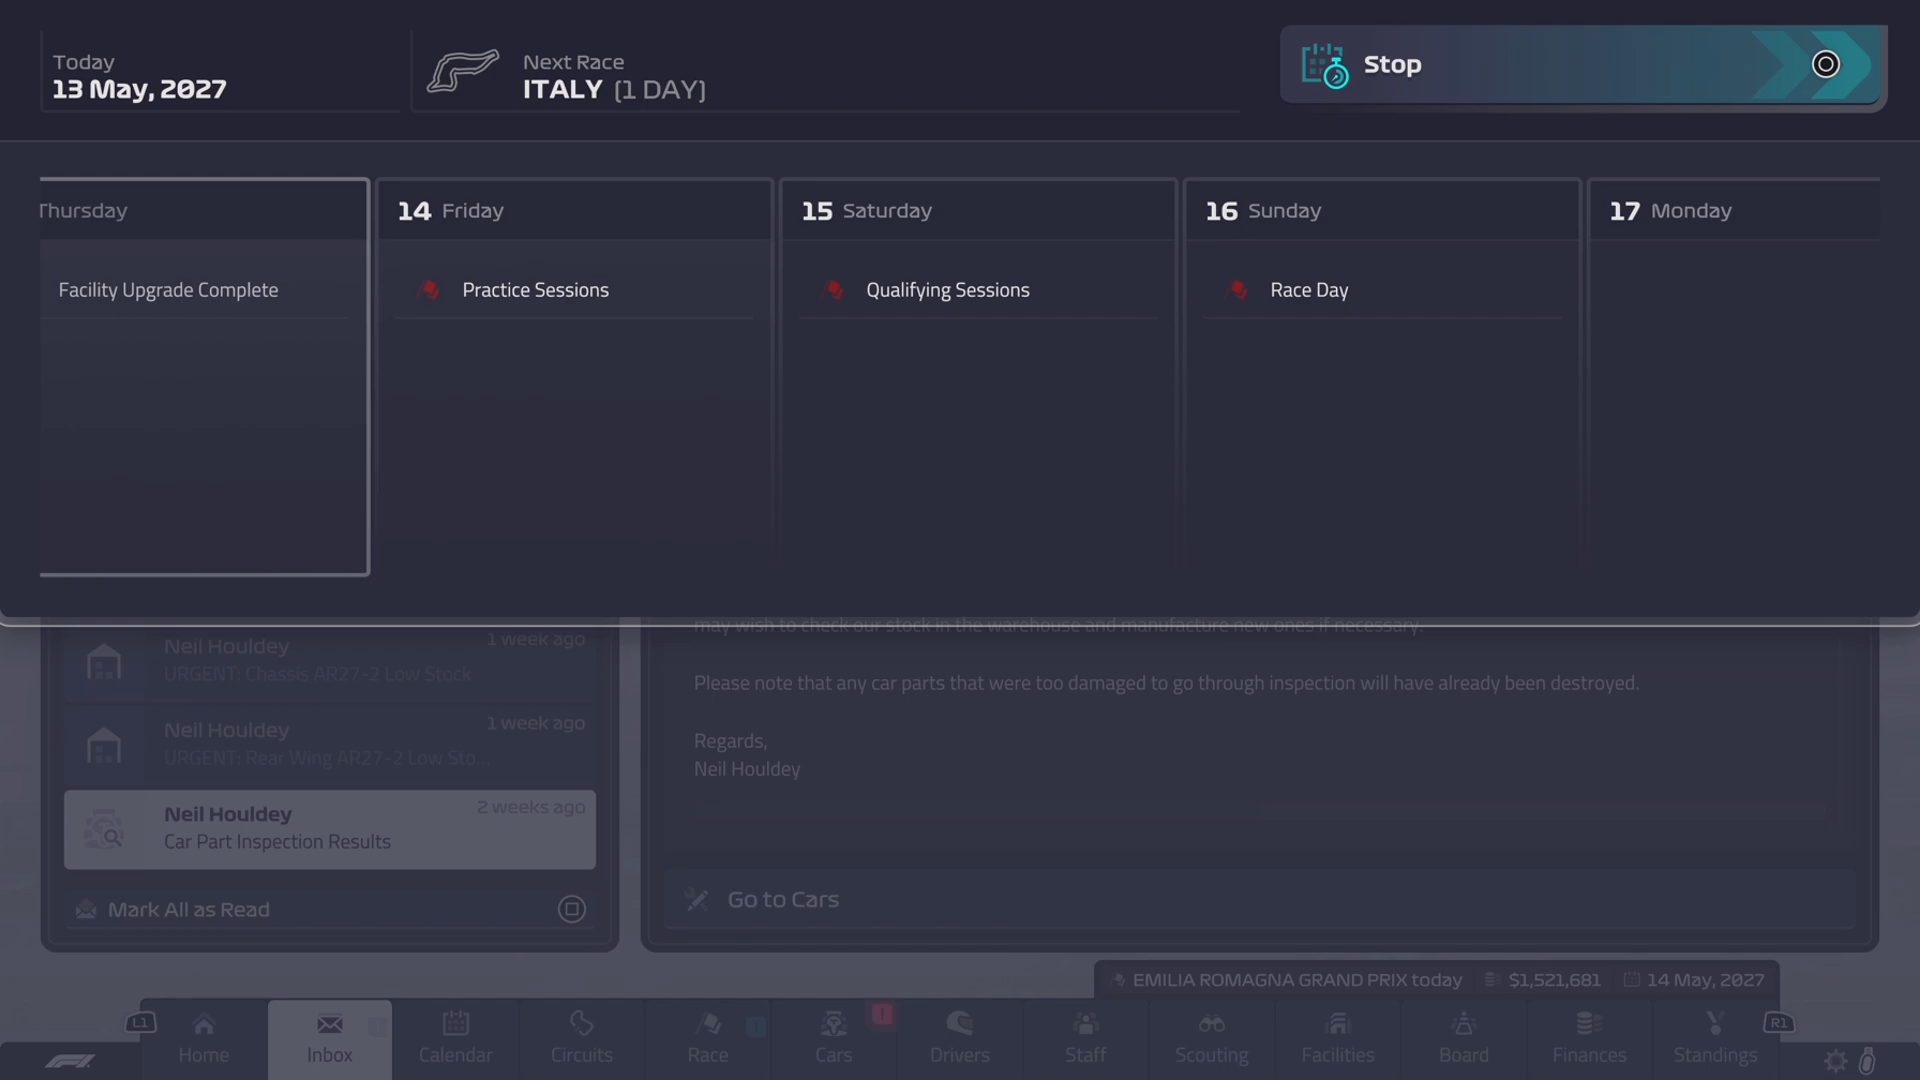 Today
13 May, 2027
Next Race
ITALY (1 DAY)
Stop
Thursday
14 Friday
15 Saturday
16 Sunday
17 Monday
Facility Upgrade Complete
Practice Sessions
Qualifying Sessions
Race Day
Neil Houldey
1 week ago
URGENT: Chassis AR27-2 Low Stock
Neil Houldey
1 week ago
URGENT: Rear Wing AR27-2 Low Sto...
Neil Houldey
2 weeks ago
Car Part Inspection Results
Mark All as Read
may wish to check our stock in the warehouse and manufacture new ones if necessary.
Please note that any car parts that were too damaged to go through inspection will have already been destroyed.
Regards,
Neil Houldey
Go to Cars
EMILIA ROMAGNA GRAND PRIX today
$1,521,681
14 May, 2027
L1
Home
Inbox
Calendar
Circuits
Race
Cars
!
Drivers
Staff
Scouting
Facilities
Board
Finances
Standings
R1